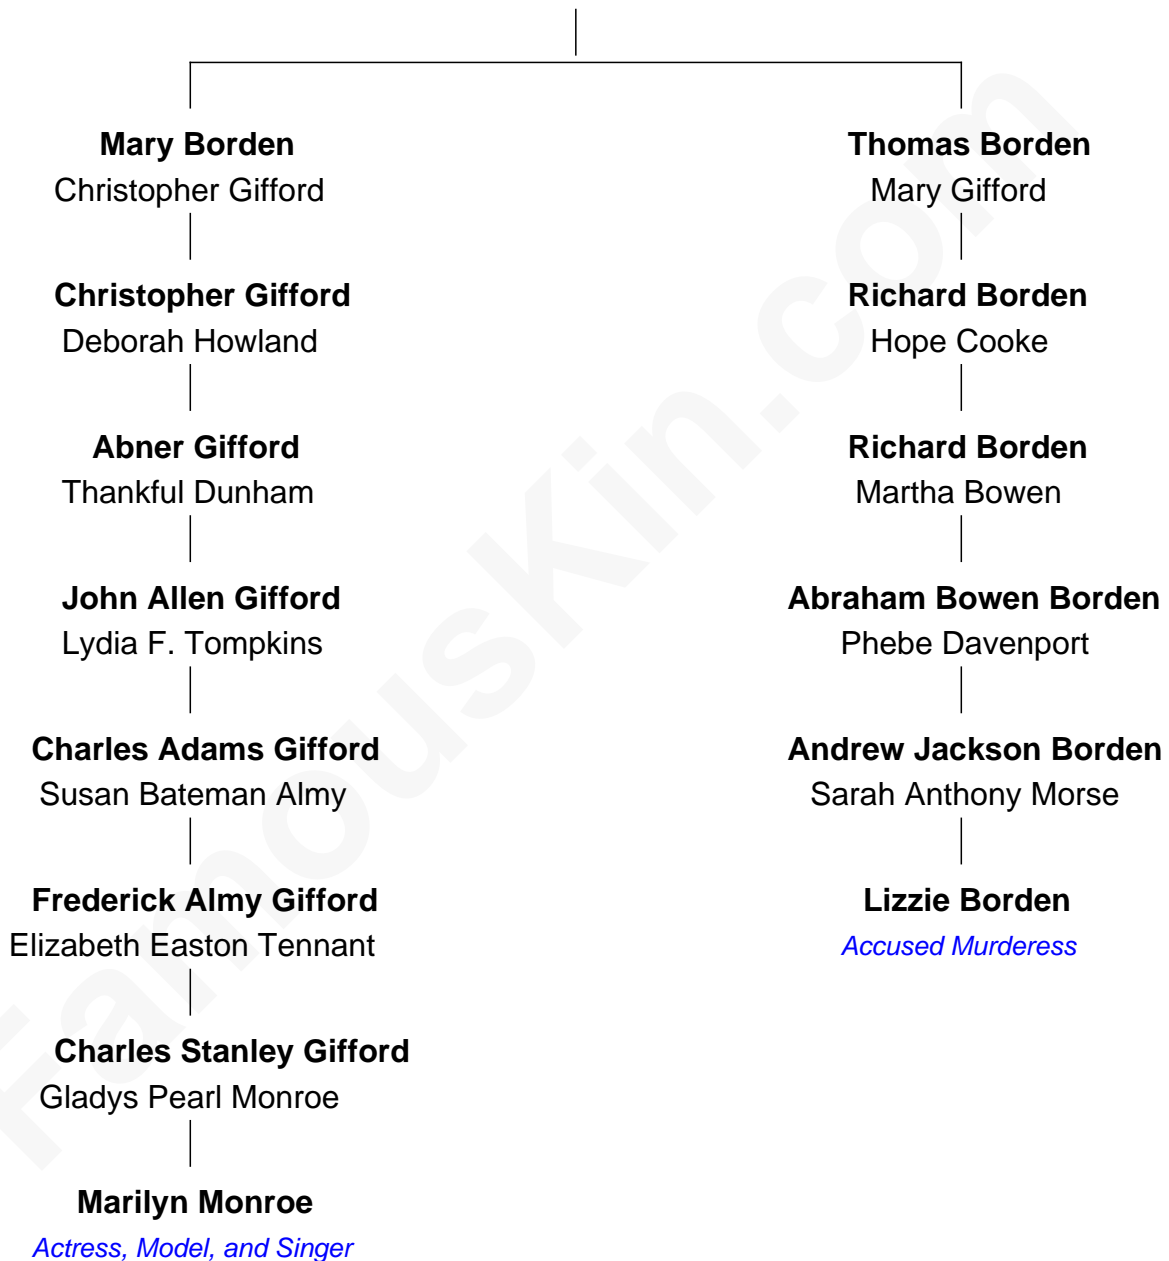 Mary Borden
Christopher Gifford
Thomas Borden
Mary Gifford
Christopher Gifford
Deborah Howland
Richard Borden
Hope Cooke
Abner Gifford
Thankful Dunham
Richard Borden
Martha Bowen
John Allen Gifford
Lydia F. Tompkins
Abraham Bowen Borden
Phebe Davenport
Charles Adams Gifford
Susan Bateman Almy
Andrew Jackson Borden
Sarah Anthony Morse
Frederick Almy Gifford
Elizabeth Easton Tennant
Lizzie Borden
Accused Murderess
Charles Stanley Gifford
Gladys Pearl Monroe
Marilyn Monroe
Actress, Model, and Singer
FamousKin.com